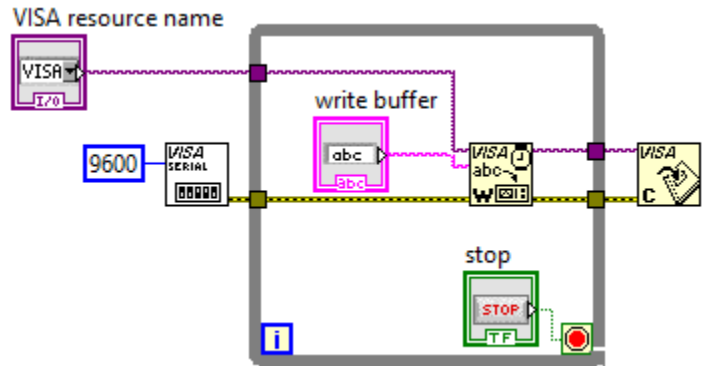 VISA resource name
VISA
I/O
write buffer
abc
abc
9600
VISA
SERIAL
VISA
abc
W
VISA
C
stop
STOP
TF
i